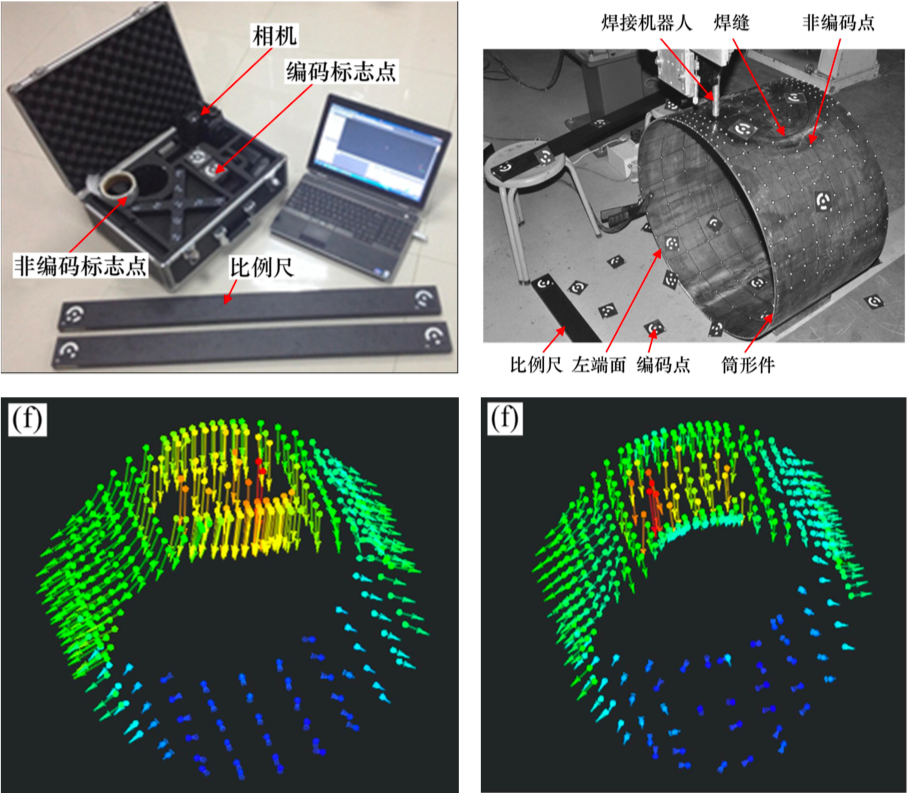 相机
编码标志点
非编码标志点
比例尺
焊接机器人 焊缝 非编码点
比例尺 左端面 编码点 筒形件
(f)
(f)